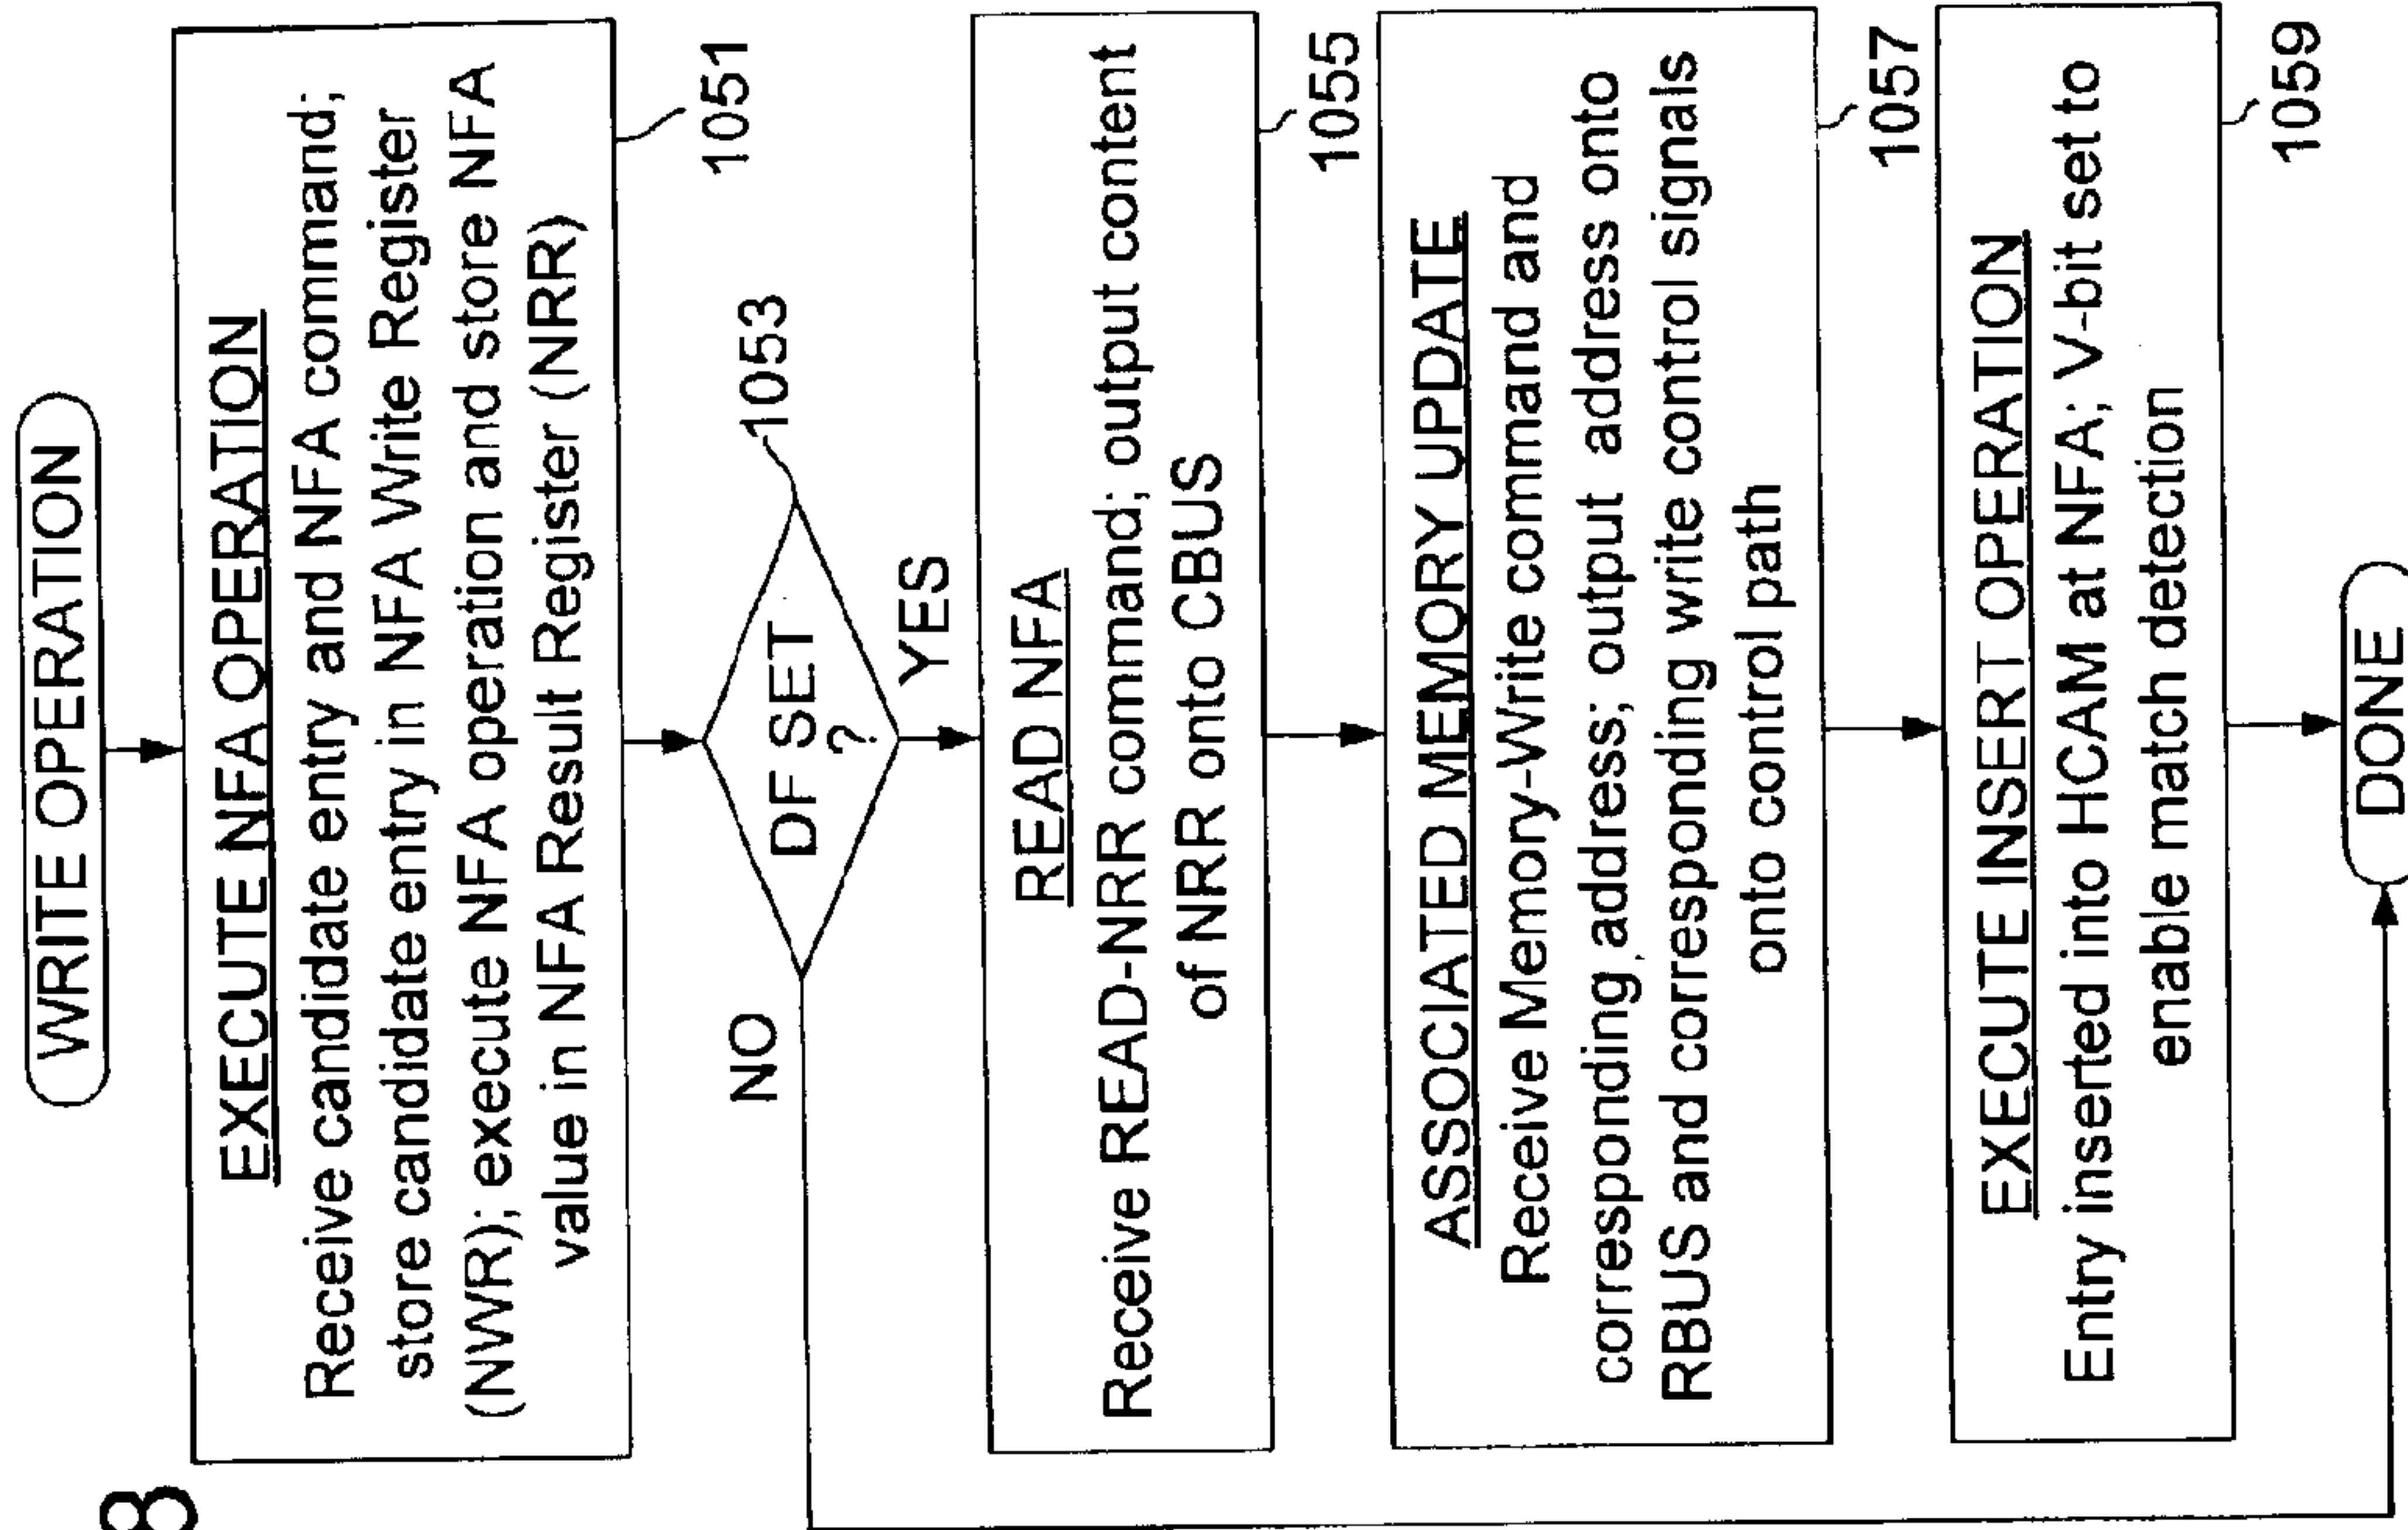 8
WRITE OPERATION
EXECUTE NFA OPERATION
Receive candidate entry and NFA command;
store candidate entry in NFA Write Register
(NWR); execute NFA operation and store NFA
value in NFA Result Register (NRR)
1051
1053
DF SET
?
NO
YES
READ NFA
Receive READ-NRR command; output content
of NRR onto CBUS
1055
ASSOCIATED MEMORY UPDATE
Receive Memory-Write command and
corresponding address; output address onto
RBUS and corresponding write control signals
onto control path
1057
EXECUTE INSERT OPERATION
Entry inserted into HCAM at NFA; V-bit set to
enable match detection
1059
DONE